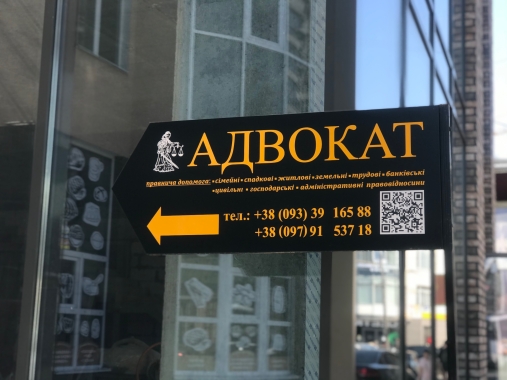 АДВОКАТ
правнича допомога: •сімейні•спадкові•житлові•земельні•трудові•банківські
•цивільні • господарські • адміністративні правовідносини
тел.: +38 (093) 39 165 88
+38 (097) 91 537 18